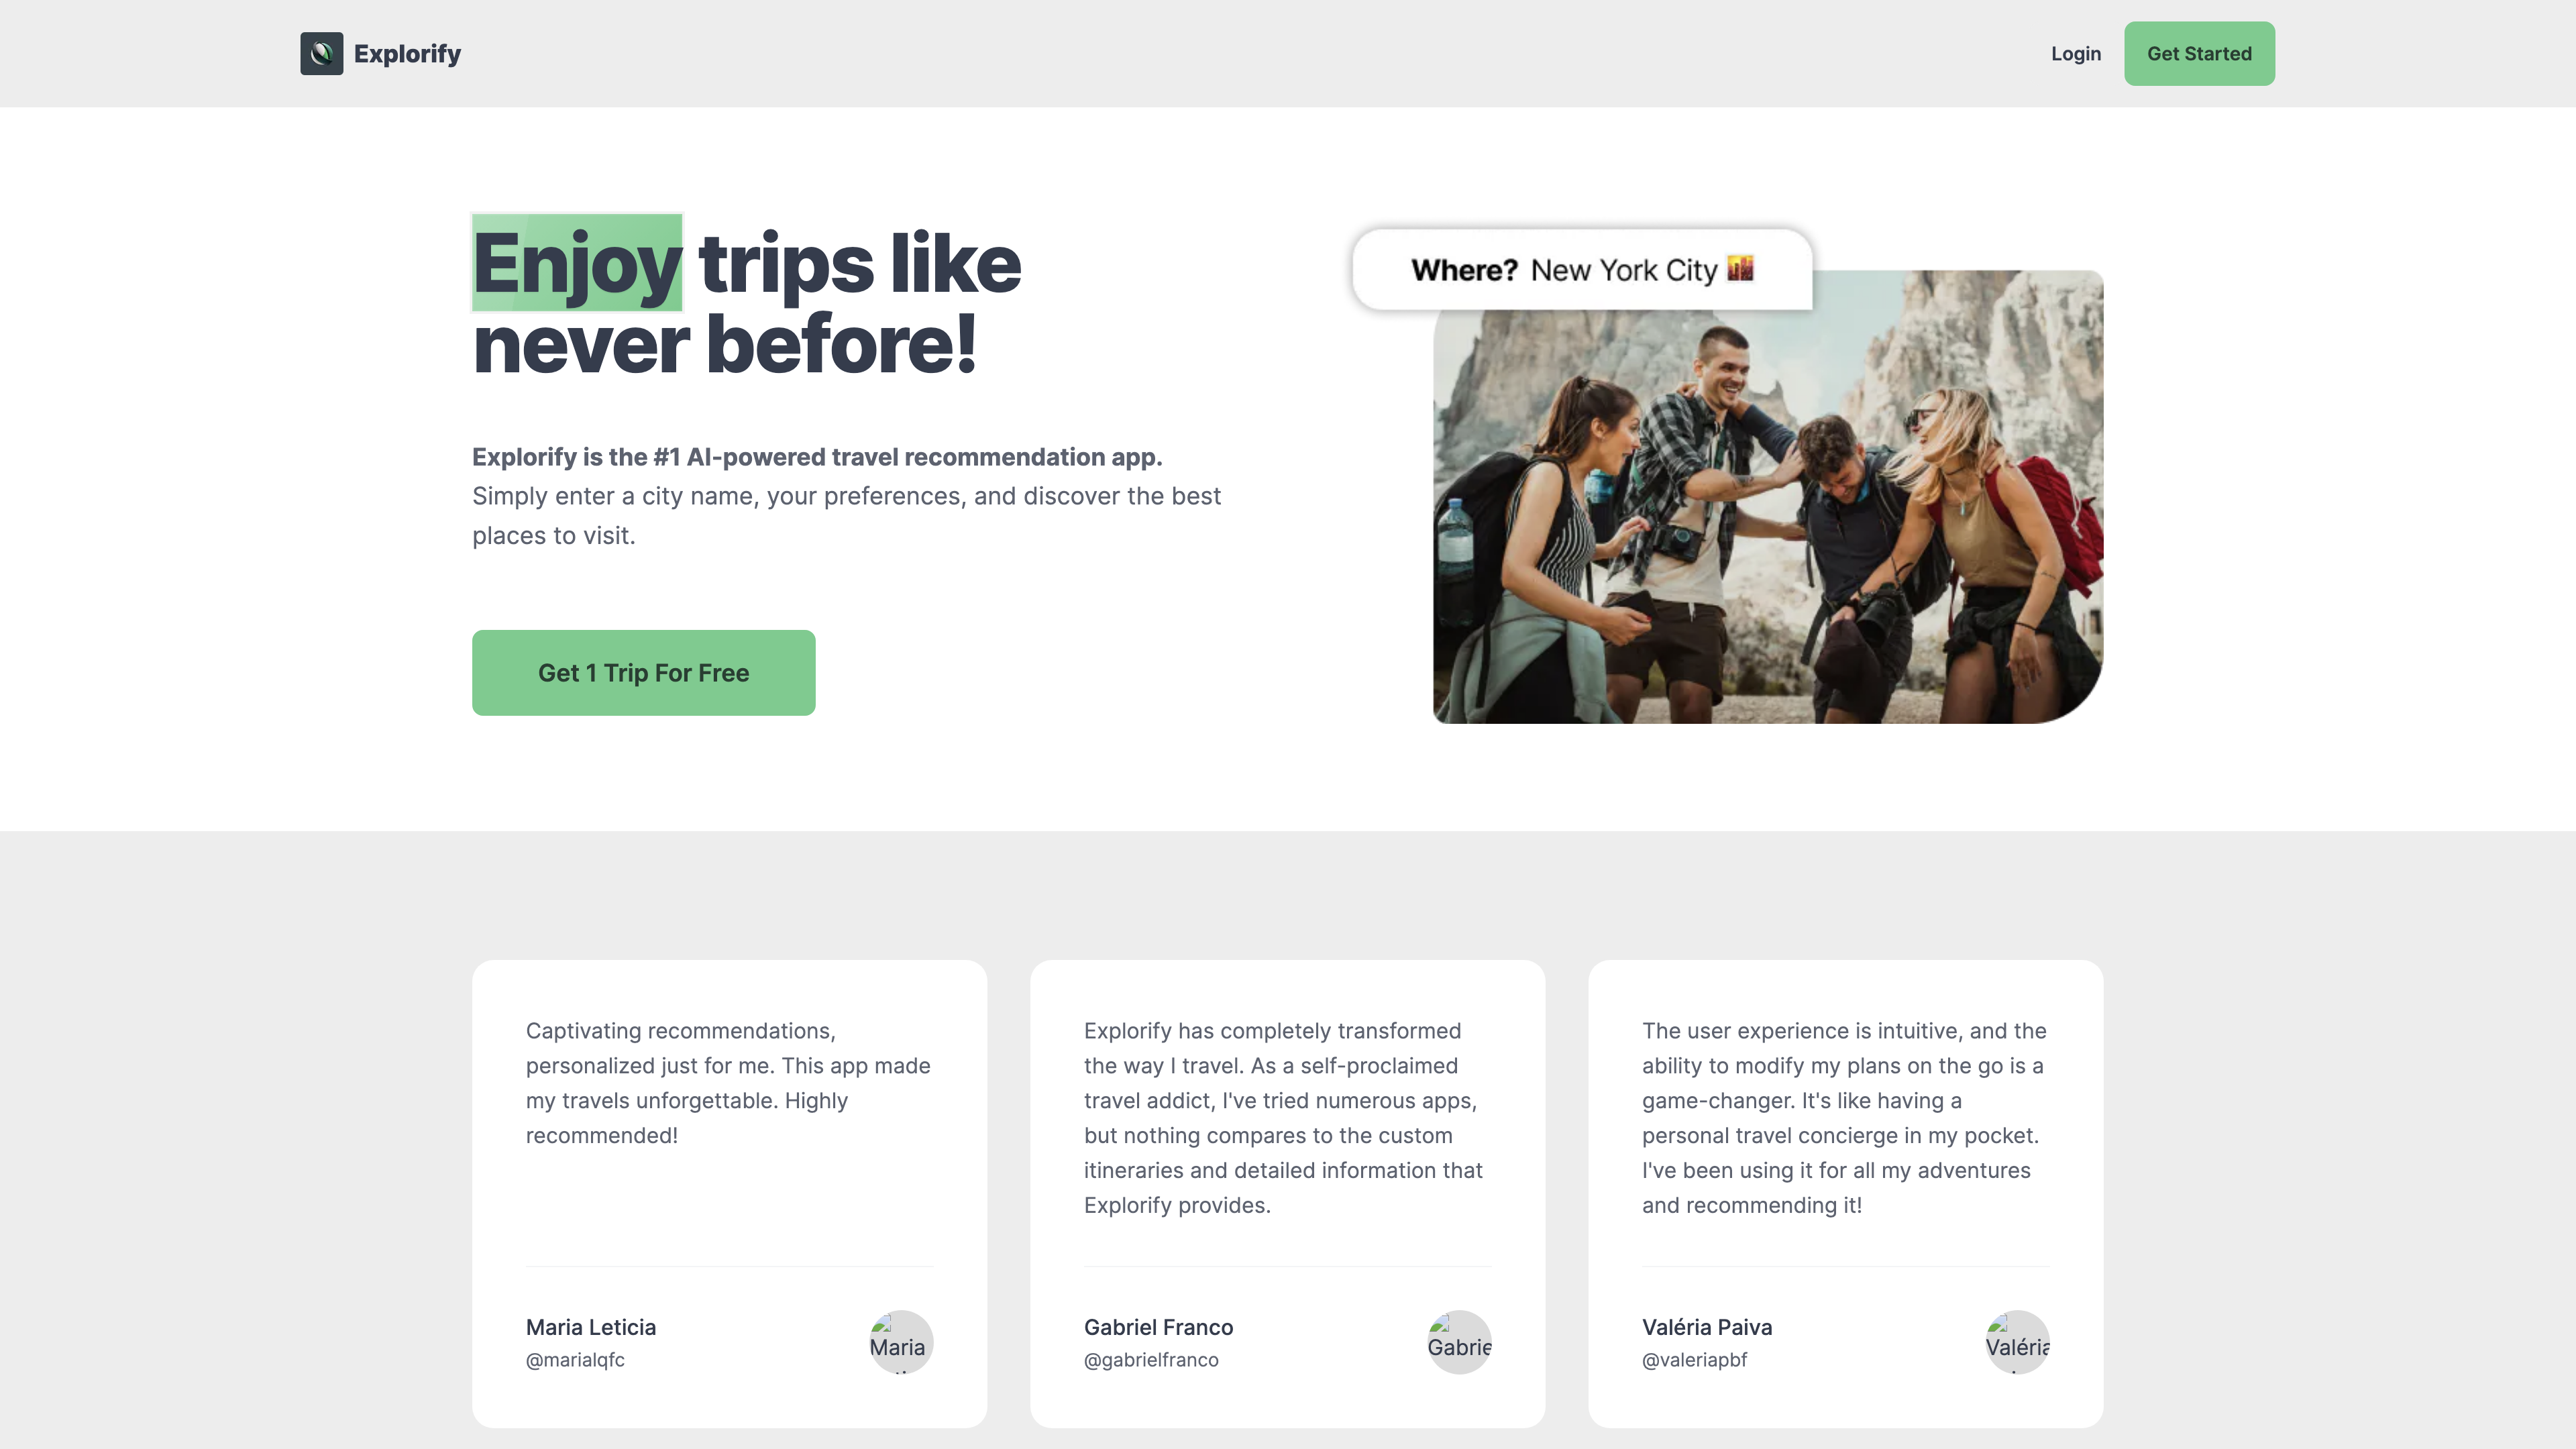 Explorify
Login
Get Started
Enjoy trips like
never before!
Explorify is the #1 AI-powered travel recommendation app.
Simply enter a city name, your preferences, and discover the best
places to visit.
Get 1 Trip For Free
Where? New York City
Captivating recommendations,
personalized just for me. This app made
my travels unforgettable. Highly
recommended!
Maria Leticia
@marialqfc
Maria
Explorify has completely transformed
the way I travel. As a self-proclaimed
travel addict, I've tried numerous apps,
but nothing compares to the custom
itineraries and detailed information that
Explorify provides.
Gabriel Franco
@gabrielfranco
Gabrie
The user experience is intuitive, and the
ability to modify my plans on the go is a
game-changer. It's like having a
personal travel concierge in my pocket.
I've been using it for all my adventures
and recommending it!
Valéria Paiva
@valeriapbf
Valéria